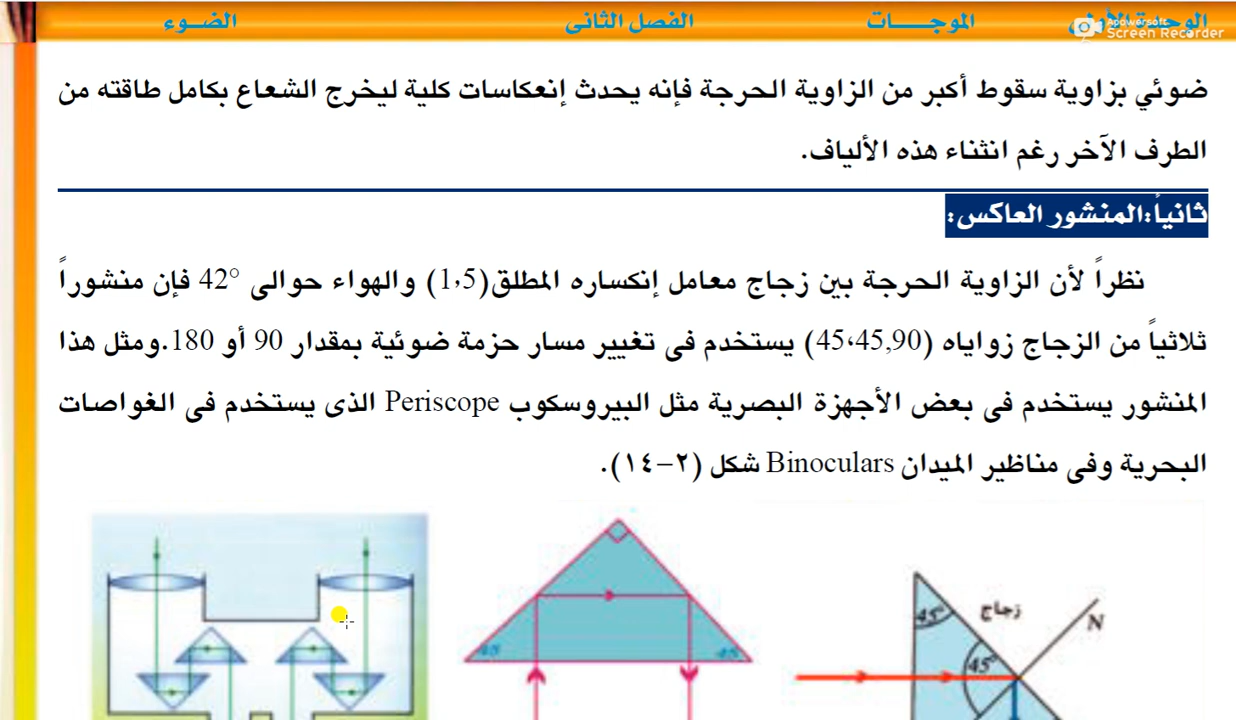 الوحدة الأولى الموجـــــات الفصل الثانى الضـوء
Apowersoft
Screen Recorder
ضوئي بزاوية سقوط أكبر من الزاوية الحرجة فإنه يحدث إنعكاسات كلية ليخرج الشعاع بكامل طاقته من
الطرف الآخر رغم انثناء هذه الألياف.
ثانياً:المنشور العاكس:
نظراً لأن الزاوية الحرجة بين زجاج معامل إنكساره المطلق(1,5) والهواء حوالى 42° فإن منشوراً
ثلاثياً من الزجاج زواياه (45،45,90) يستخدم فى تغيير مسار حزمة ضوئية بمقدار 90 أو 180.ومثل هذا
المنشور يستخدم فى بعض الأجهزة البصرية مثل البيروسكوب Periscope الذى يستخدم فى الغواصات
البحرية وفى مناظير الميدان Binoculars شكل (٢-١٤).
45°
زجاج
N
45°
45
45